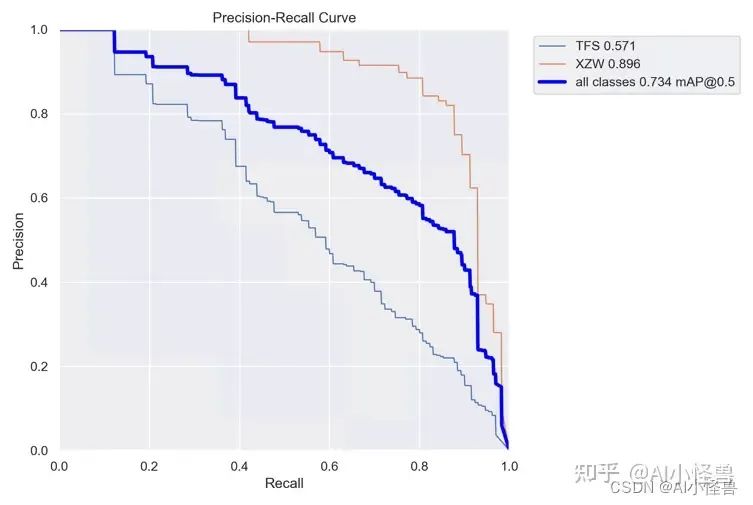 Precision-Recall Curve
1.0
0.8
0.6
0.4
0.2
0.0
Precision
0.0 0.2 0.4 0.6 0.8 1.0
Recall
TFS 0.571
XZW 0.896
all classes 0.734 mAP@0.5
知乎 @AI小怪兽
CSDN @AI小怪兽